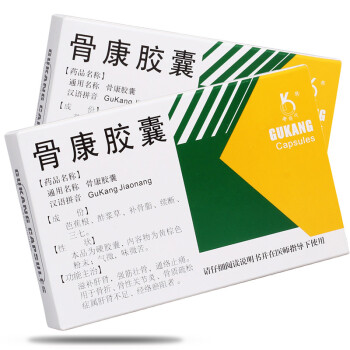 骨康胶囊
【药品名称】
通用名称 骨康胶囊
汉语拼音 GuKang Jiaonang
GUKANG CAPSULES
骨康胶囊
【药品名称】
通用名称 骨康胶囊
汉语拼音 GuKang Jiaonang
【成 份】
芭蕉根、酢浆草、补骨脂、续断、
三七。
【性 状】
本品为硬胶囊,内容物为黄棕色
粉末;气微,味微苦。
【功能主治】
滋补肝肾,强筋壮骨,通络止痛。
用于骨折、骨性关节炎、骨质疏松
症属肝肾不足、经络瘀阻者。
GUKANG
Capsules
请仔细阅读说明书并在医师指导下使用
GUKANG CAPSULES